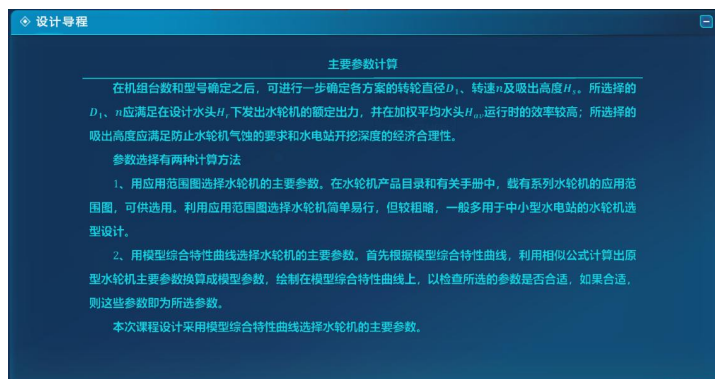 设计导程
主要参数计算
在机组台数和型号确定之后，可进一步确定各方案的转轮直径D₁、转速n及吸出高度Hₛ。所选择的
D₁、n应满足在设计水头Hᵣ下发出水轮机的额定出力，并在加权平均水头Hₐᵥ运行时的效率较高；所选择的
吸出高度应满足防止水轮机气蚀的要求和水电站开挖深度的经济合理性。
参数选择有两种计算方法
1、用应用范围图选择水轮机的主要参数。在水轮机产品目录和有关手册中，载有系列水轮机的应用范
围图，可供选用。利用应用范围图选择水轮机简单易行，但较粗略，一般多用于中小型水电站的水轮机选
型设计。
2、用模型综合特性曲线选择水轮机的主要参数。首先根据模型综合特性曲线，利用相似公式计算出原
型水轮机主要参数换算成模型参数，绘制在模型综合特性曲线上，以检查所选的参数是否合适，如果合适，
则这些参数即为所选参数。
本次课程设计采用模型综合特性曲线选择水轮机的主要参数。